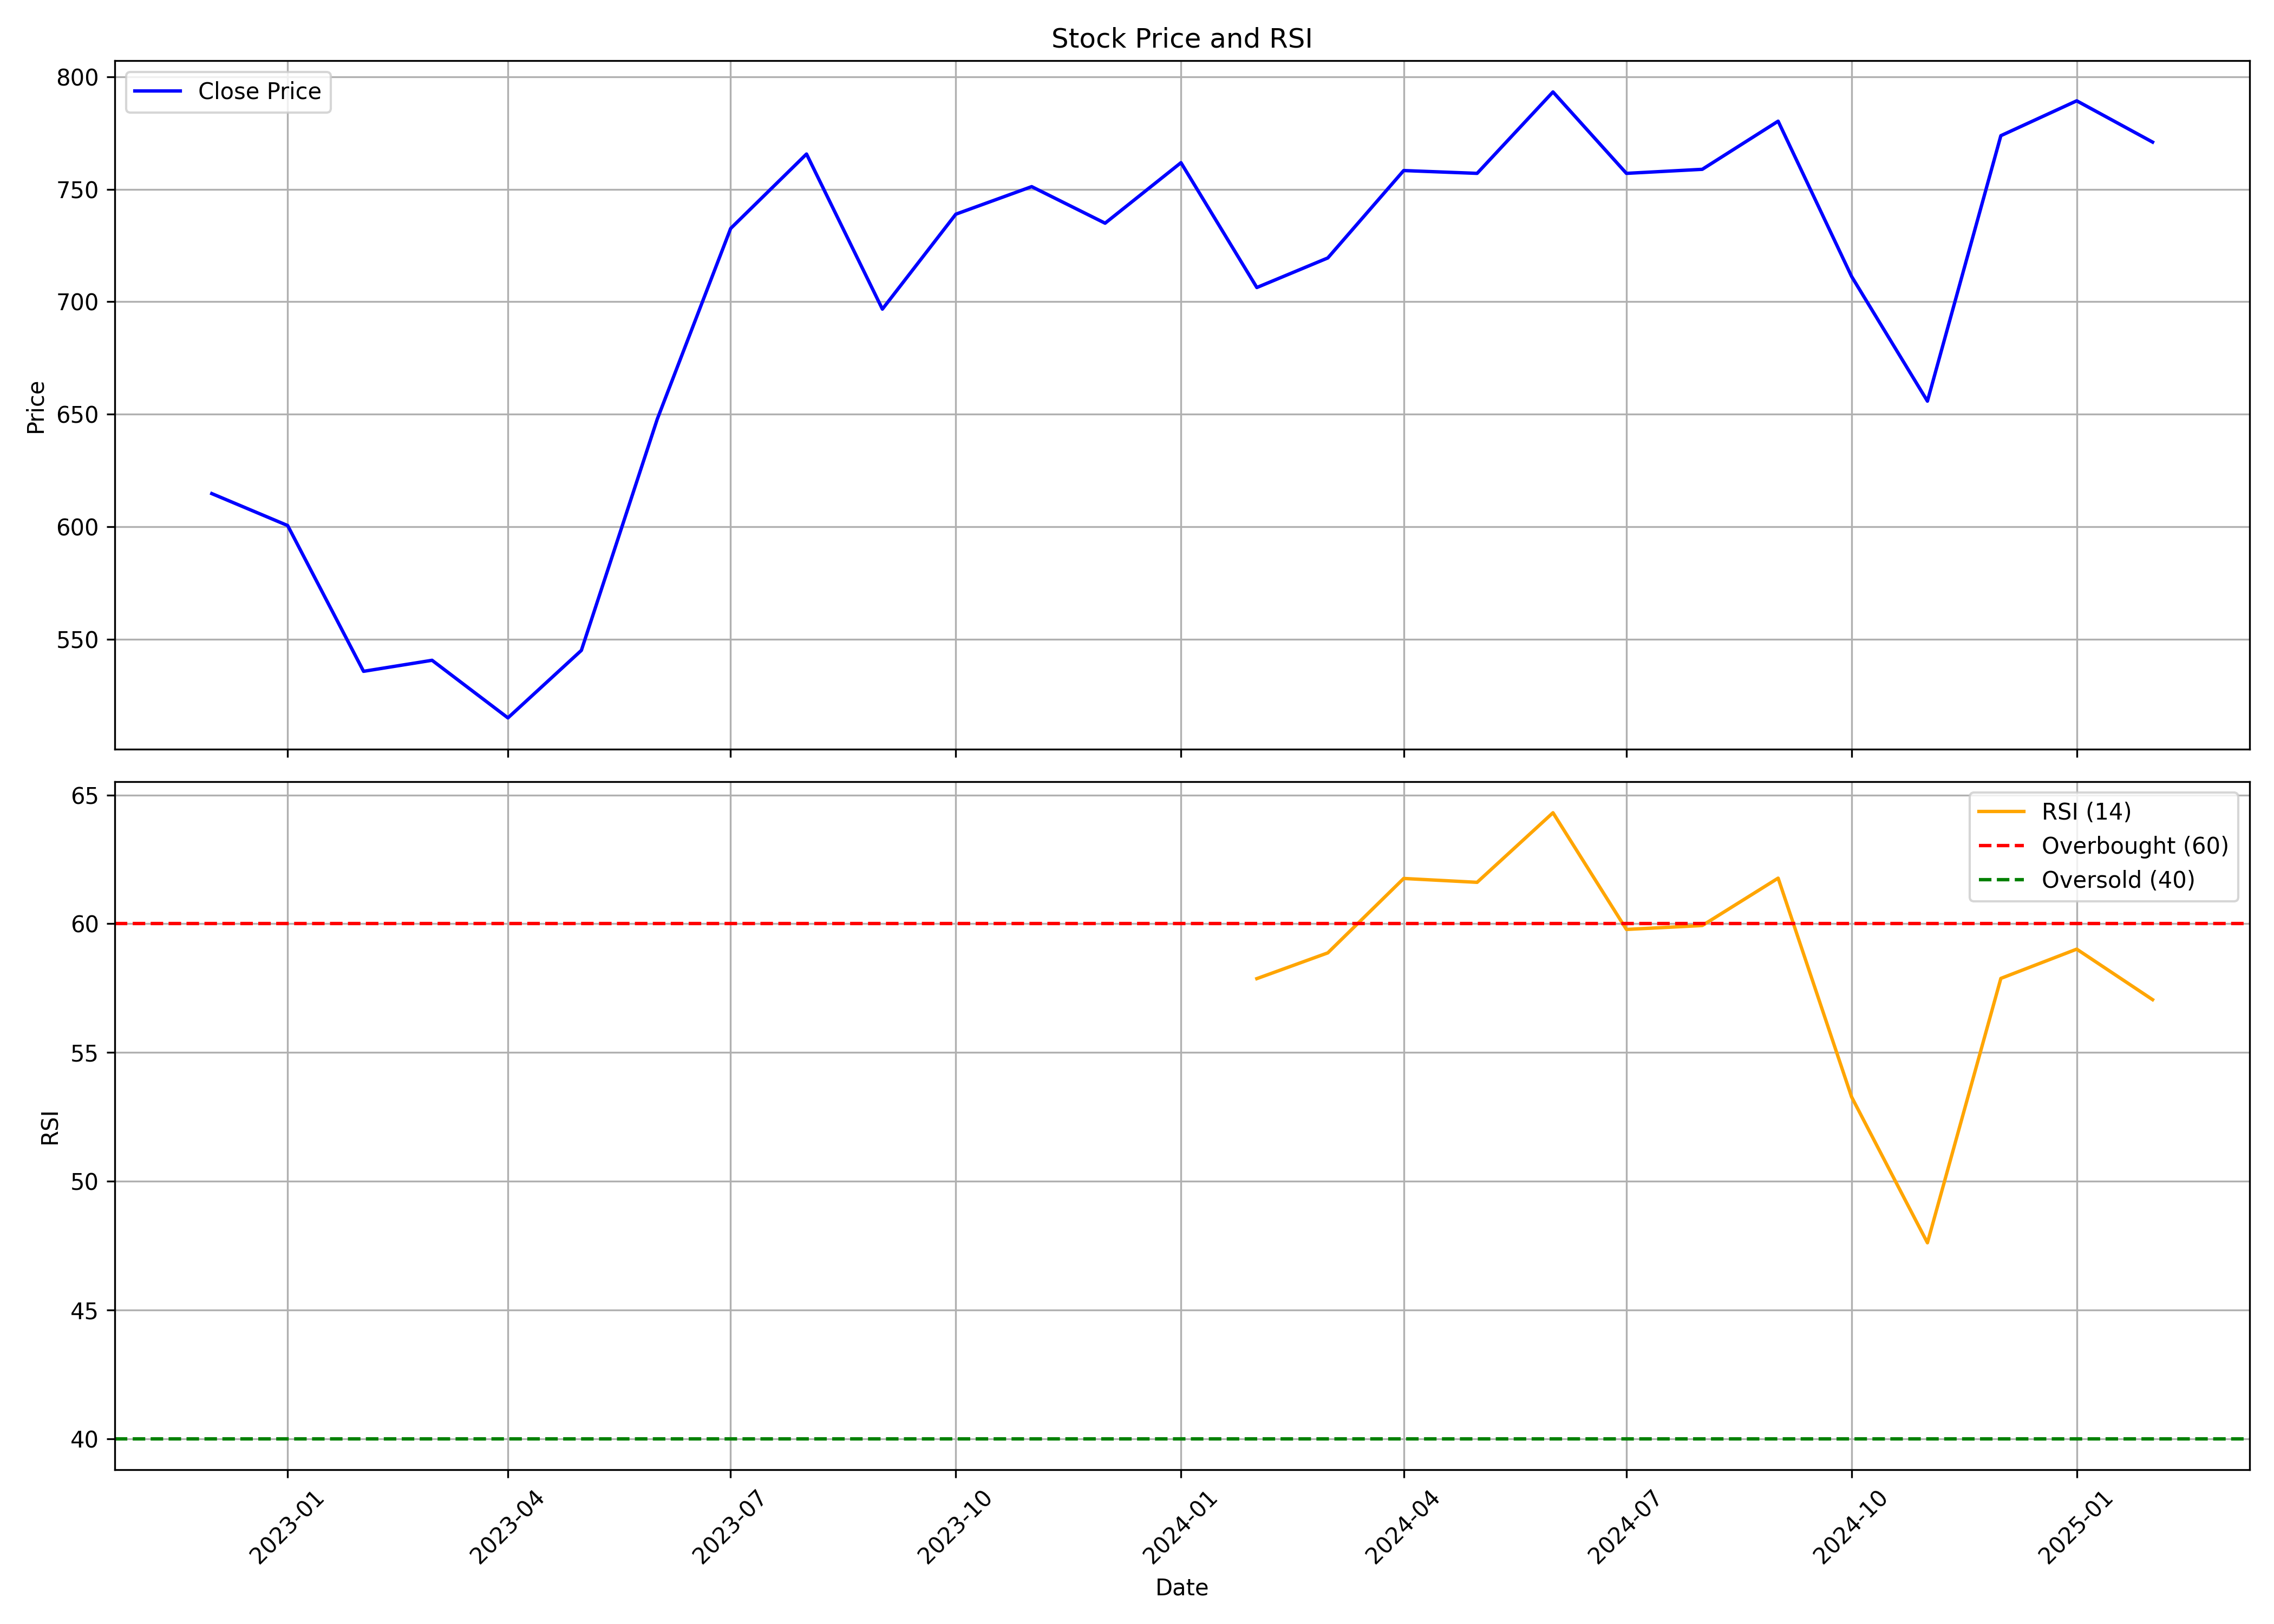 Stock Price and RSI
800
750
700
650
600
550
Price
Close Price
65
60
55
50
45
40
RSI
RSI (14)
Overbought (60)
Oversold (40)
2023-01
2023-04
2023-07
2023-10
2024-01
2024-04
2024-07
2024-10
2025-01
Date